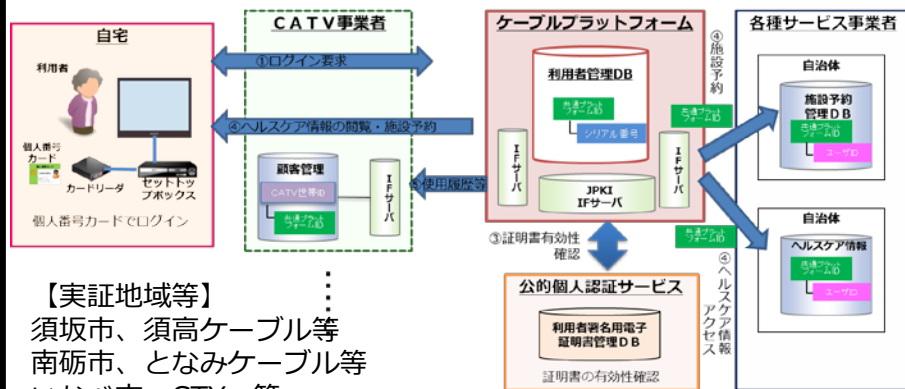 自宅
利用者
個人番号
カード
カードリーダ
セットトッ
プボックス
個人番号カードでログイン
CATV事業者
①ログイン要求
④ヘルスケア情報の閲覧・施設予約
⑤使用履歴等
顧客管理
CATV世帯ID
共通プラット
フォームID
IFサーバ
ケーブルプラットフォーム
利用者管理DB
共通プラット
フォームID
シリアル番号
IFサーバ
JPKI
IFサーバ
IFサーバ
③証明書有効性
確認
公的個人認証サービス
利用者署名用電子
証明書管理DB
証明書の有効性確認
④施設予約
共通プラット
フォームID
共通プラット
フォームID
④ヘルスケア情報
アクセス
各種サービス事業者
自治体
施設予約
管理DB
共通プラット
フォームID
ユーザID
自治体
ヘルスケア情報
共通プラット
フォームID
ユーザID
【実証地域等】
須坂市、須高ケーブル等
南砺市、となみケーブル等